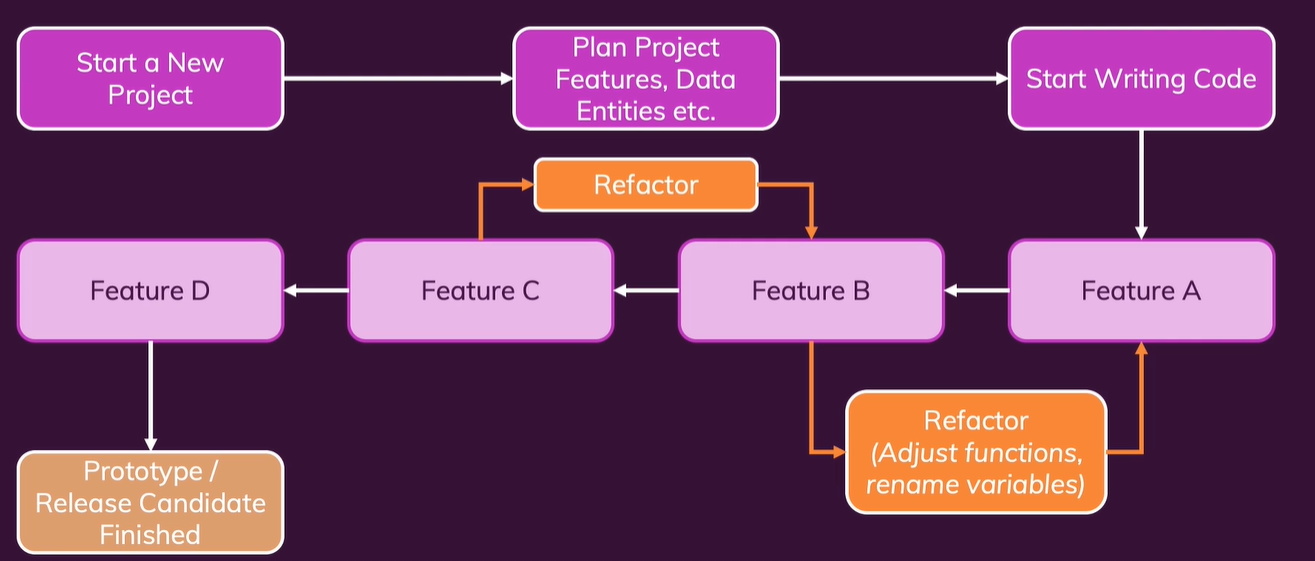 Start a New
Project
Plan Project
Features, Data
Entities etc.
Start Writing Code
Refactor
Feature D
Feature C
Feature B
Feature A
Refactor
(Adjust functions,
rename variables)
Prototype /
Release Candidate
Finished